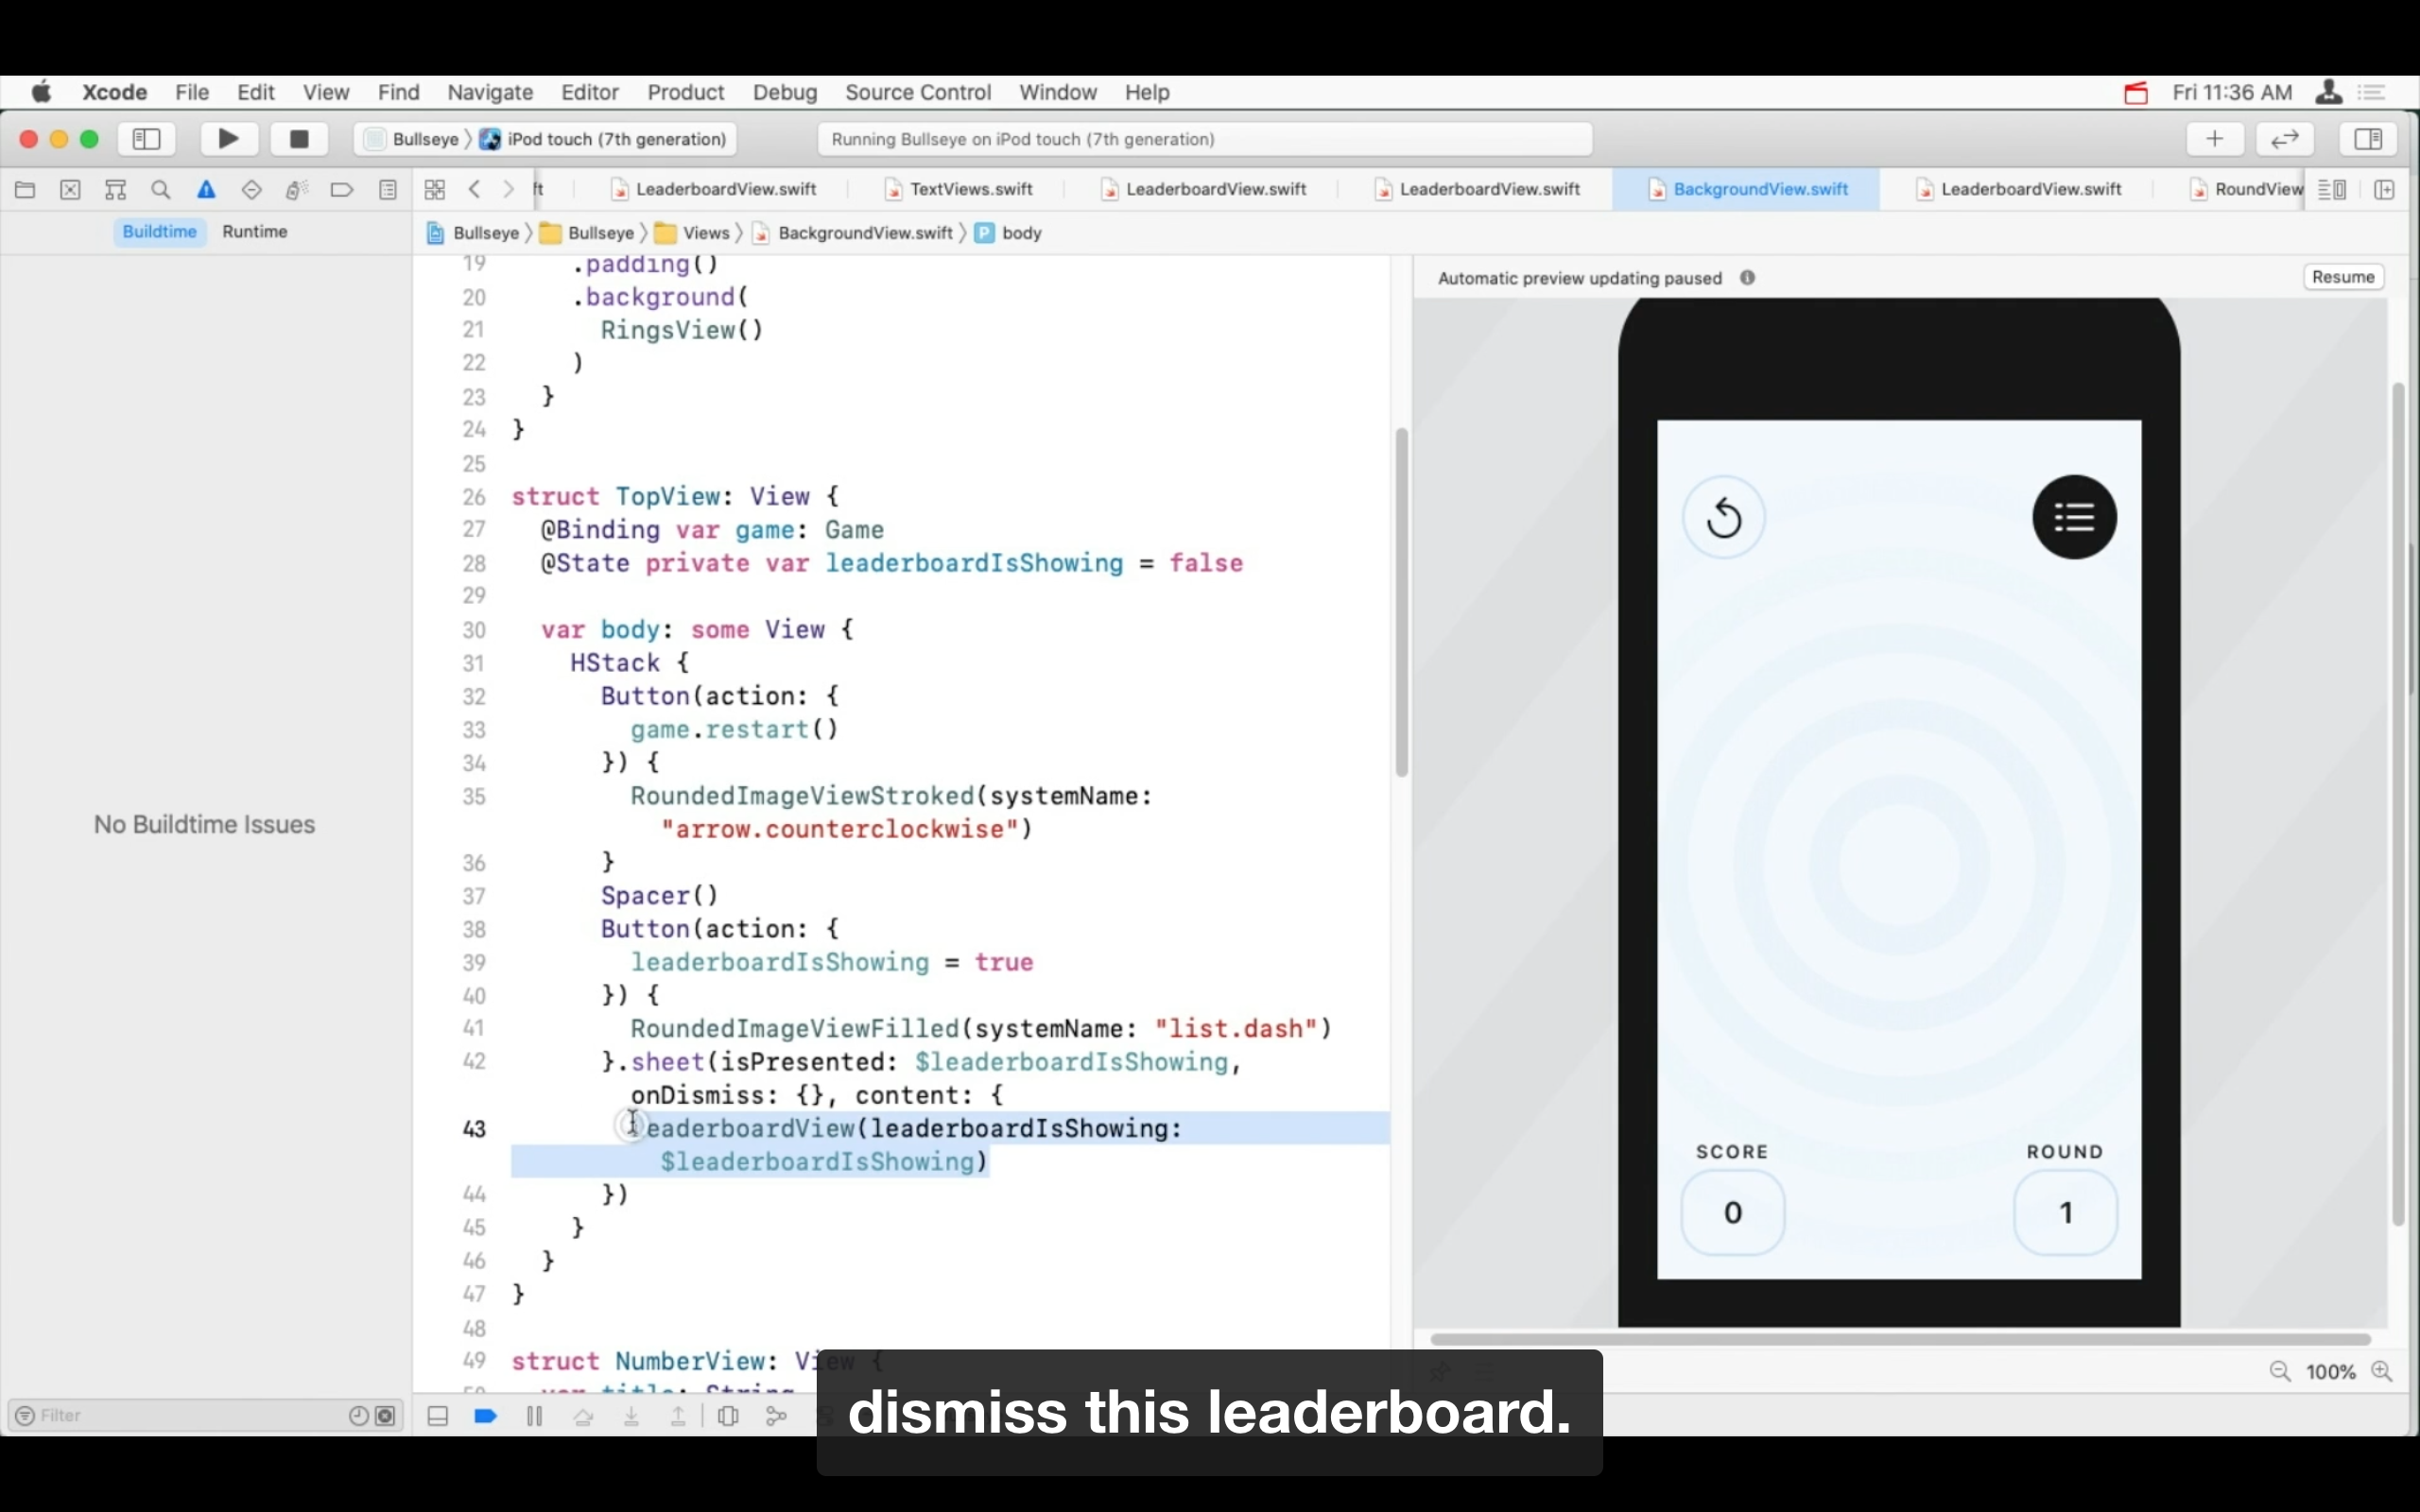 Xcode File Edit View Find Navigate Editor Product Debug Source Control Window Help Fri 11:36 AM
Bullseye iPod touch (7th generation) Running Bullseye on iPod touch (7th generation)
ft LeaderboardView.swift TextViews.swift LeaderboardView.swift LeaderboardView.swift BackgroundView.swift LeaderboardView.swift RoundView
Buildtime Runtime
Bullseye Bullseye Views BackgroundView.swift P body
Automatic preview updating paused Resume
19 .padding()
20 .background(
21 RingsView()
22 )
23 }
24 }
25
26 struct TopView: View {
27 @Binding var game: Game
28 @State private var leaderboardIsShowing = false
29
30 var body: some View {
31 HStack {
32 Button(action: {
33 game.restart()
34 }) {
35 RoundedImageViewStroked(systemName:
"arrow.counterclockwise")
36 }
37 Spacer()
38 Button(action: {
39 leaderboardIsShowing = true
40 }) {
41 RoundedImageViewFilled(systemName: "list.dash")
42 }.sheet(isPresented: $leaderboardIsShowing,
onDismiss: {}, content: {
43 LeaderboardView(leaderboardIsShowing:
$leaderboardIsShowing)
44 })
45 }
46 }
47 }
48
49 struct NumberView: View {
No Buildtime Issues
SCORE
0
ROUND
1
Filter
100%
dismiss this leaderboard.